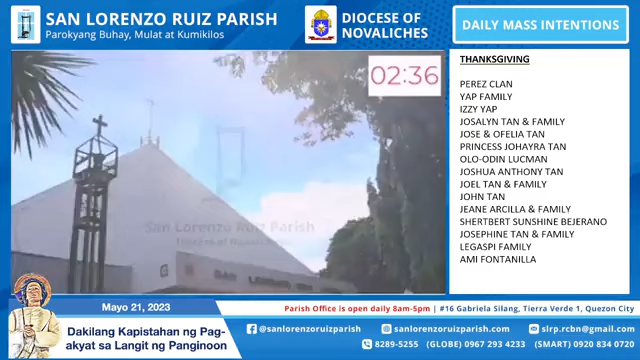 SAN LORENZO RUIZ PARISH
Parokyang Buhay, Mulat at Kumikilos
DIOCESE OF
NOVALICHES
DAILY MASS INTENTIONS
02:36
San Lorenzo Ruiz Parish
Diocese of Novaliches
SAN LORENZO
THANKSGIVING
PEREZ CLAN
YAP FAMILY
IZZY YAP
JOSALYN TAN & FAMILY
JOSE & OFELIA TAN
PRINCESS JOHAYRA TAN
OLO-ODIN LUCMAN
JOSHUA ANTHONY TAN
JOEL TAN & FAMILY
JOHN TAN
JEANE ARCILLA & FAMILY
SHERTBERT SUNSHINE BEJERANO
JOSEPHINE TAN & FAMILY
LEGASPI FAMILY
AMI FONTANILLA
Mayo 21, 2023
Dakilang Kapistahan ng Pag-
akyat sa Langit ng Panginoon
Parish Office is open daily 8am-5pm | #16 Gabriela Silang, Tierra Verde 1, Quezon City
@sanlorenzoruizparish sanlorenzoruizparish.com slrp.rcbn@gmail.com
8289-5255 (GLOBE) 0967 293 4233 (SMART) 0920 834 0720